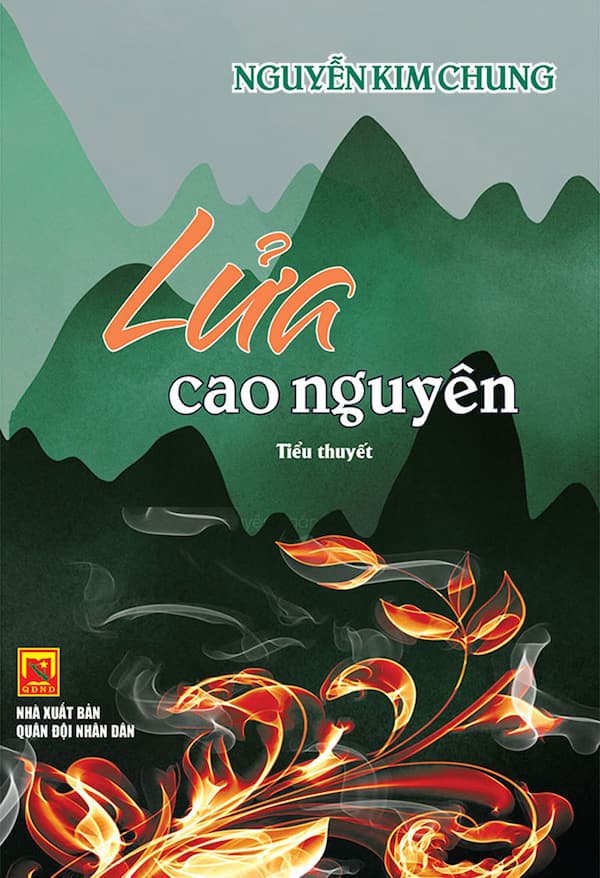 NGUYỄN KIM CHUNG
Lửa
cao nguyên
Tiểu thuyết
QĐND
NHÀ XUẤT BẢN
QUÂN ĐỘI NHÂN DÂN